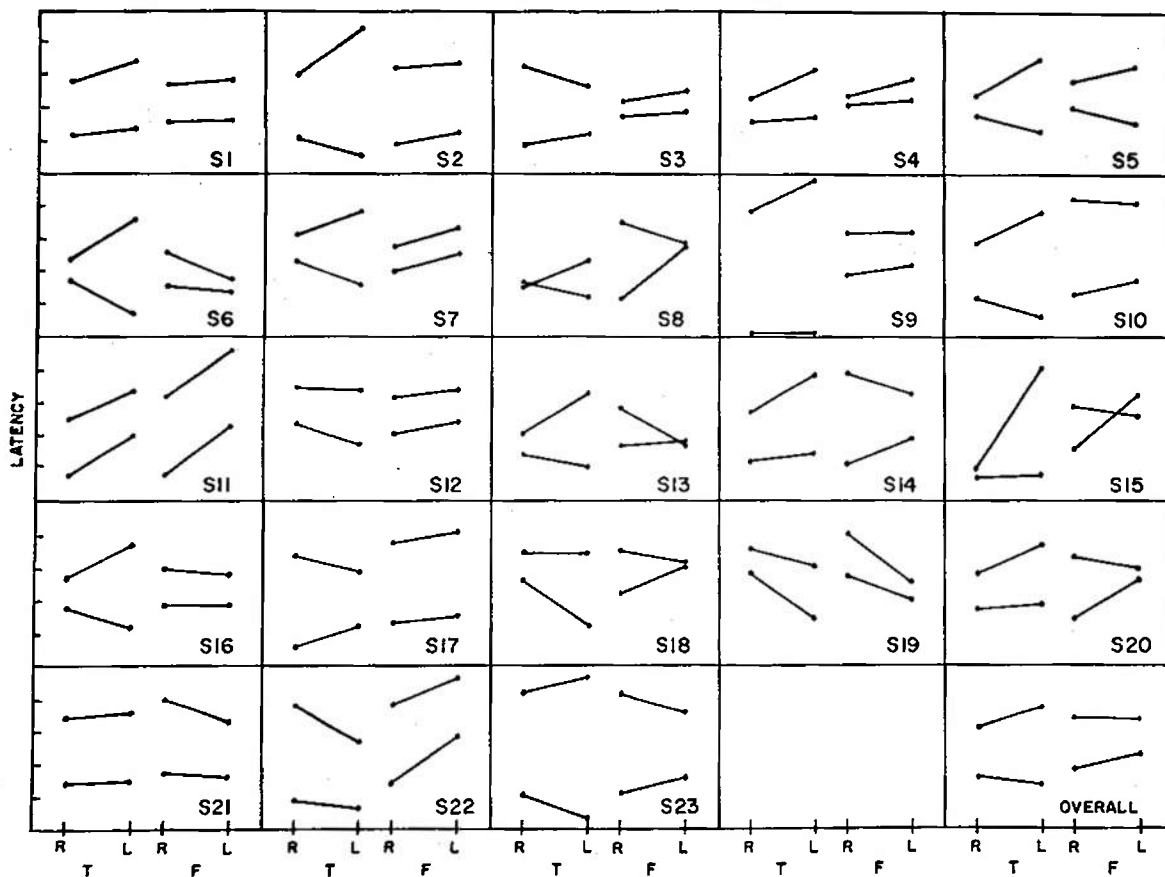 S1 S2 S3 S4 S5
S6 S7 S8 S9 S10
LATENCY
S11 S12 S13 S14 S15
S16 S17 S18 S19 S20
S21 S22 S23 OVERALL
R L R L R L R L R L R L R L R L R L R L
T F T F T F T F T F